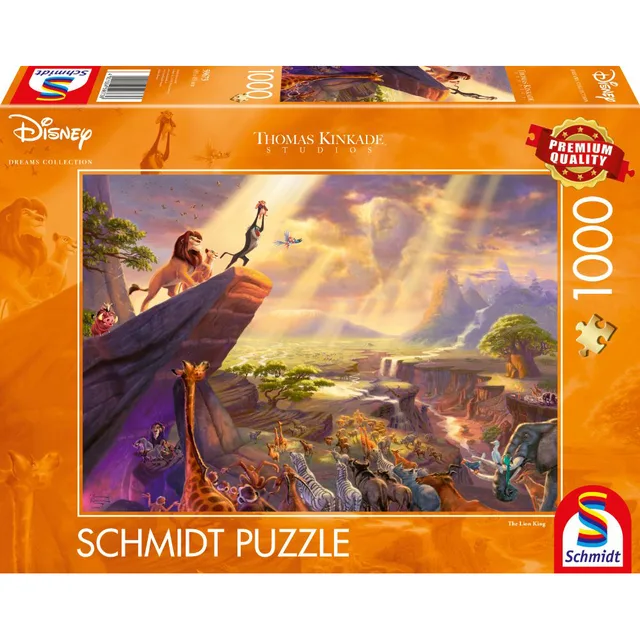 Schmidt
1000
Disney
DREAMS COLLECTION
THOMAS KINKADE
STUDIOS
PREMIUM
QUALITY
1000
The Lion King
SCHMIDT PUZZLE
Schmidt